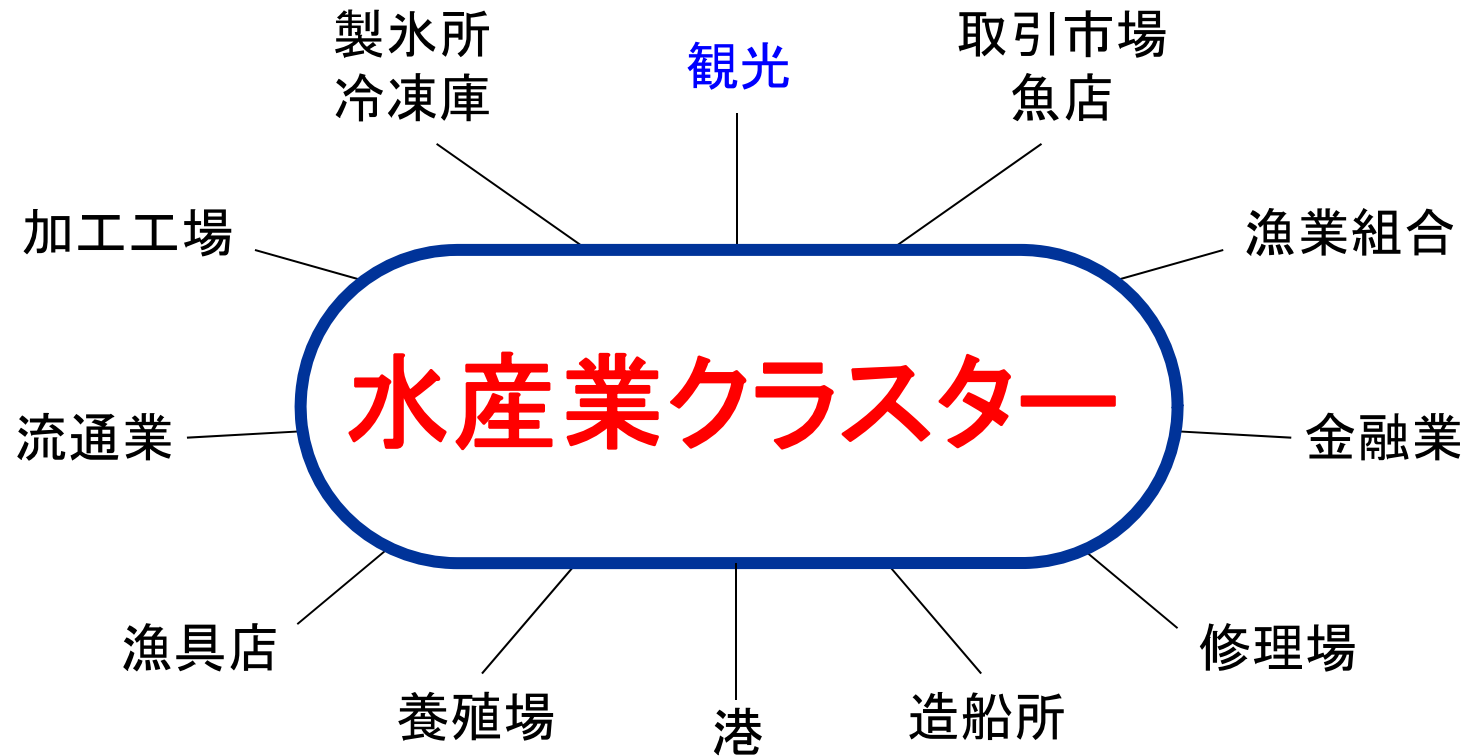 製氷所
冷凍庫
観光
取引市場
魚店
加工工場
漁業組合
水産業クラスター
流通業
金融業
漁具店
修理場
養殖場
港
造船所